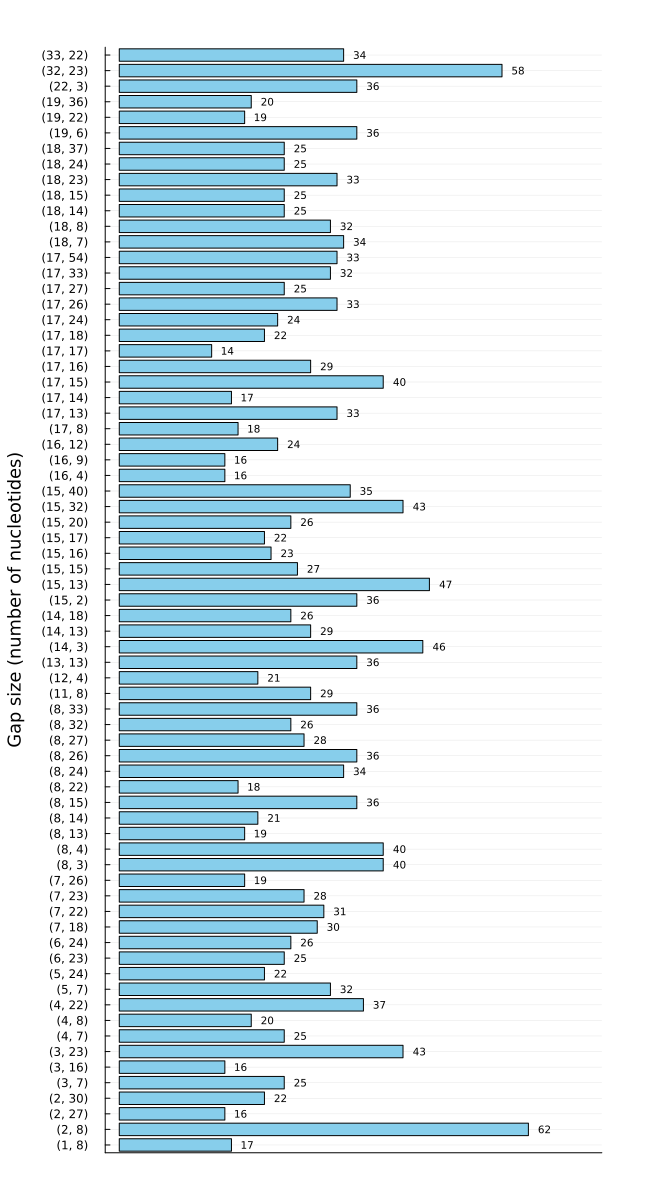 Gap size (number of nucleotides)
(33, 22) 34
(32, 23) 58
(22, 3) 36
(19, 36) 20
(19, 22) 19
(19, 6) 36
(18, 37) 25
(18, 24) 25
(18, 23) 33
(18, 15) 25
(18, 14) 25
(18, 8) 32
(18, 7) 34
(17, 54) 33
(17, 33) 32
(17, 27) 25
(17, 26) 33
(17, 24) 24
(17, 18) 22
(17, 17) 14
(17, 16) 29
(17, 15) 40
(17, 14) 17
(17, 13) 33
(17, 8) 18
(16, 12) 24
(16, 9) 16
(16, 4) 16
(15, 40) 35
(15, 32) 43
(15, 20) 26
(15, 17) 22
(15, 16) 23
(15, 15) 27
(15, 13) 47
(15, 2) 36
(14, 18) 26
(14, 13) 29
(14, 3) 46
(13, 13) 36
(12, 4) 21
(11, 8) 29
(8, 33) 36
(8, 32) 26
(8, 27) 28
(8, 26) 36
(8, 24) 34
(8, 22) 18
(8, 15) 36
(8, 14) 21
(8, 13) 19
(8, 4) 40
(8, 3) 40
(7, 26) 19
(7, 23) 28
(7, 22) 31
(7, 18) 30
(6, 24) 26
(6, 23) 25
(5, 24) 22
(5, 7) 32
(4, 22) 37
(4, 8) 20
(4, 7) 25
(3, 23) 43
(3, 16) 16
(3, 7) 25
(2, 30) 22
(2, 27) 16
(2, 8) 62
(1, 8) 17